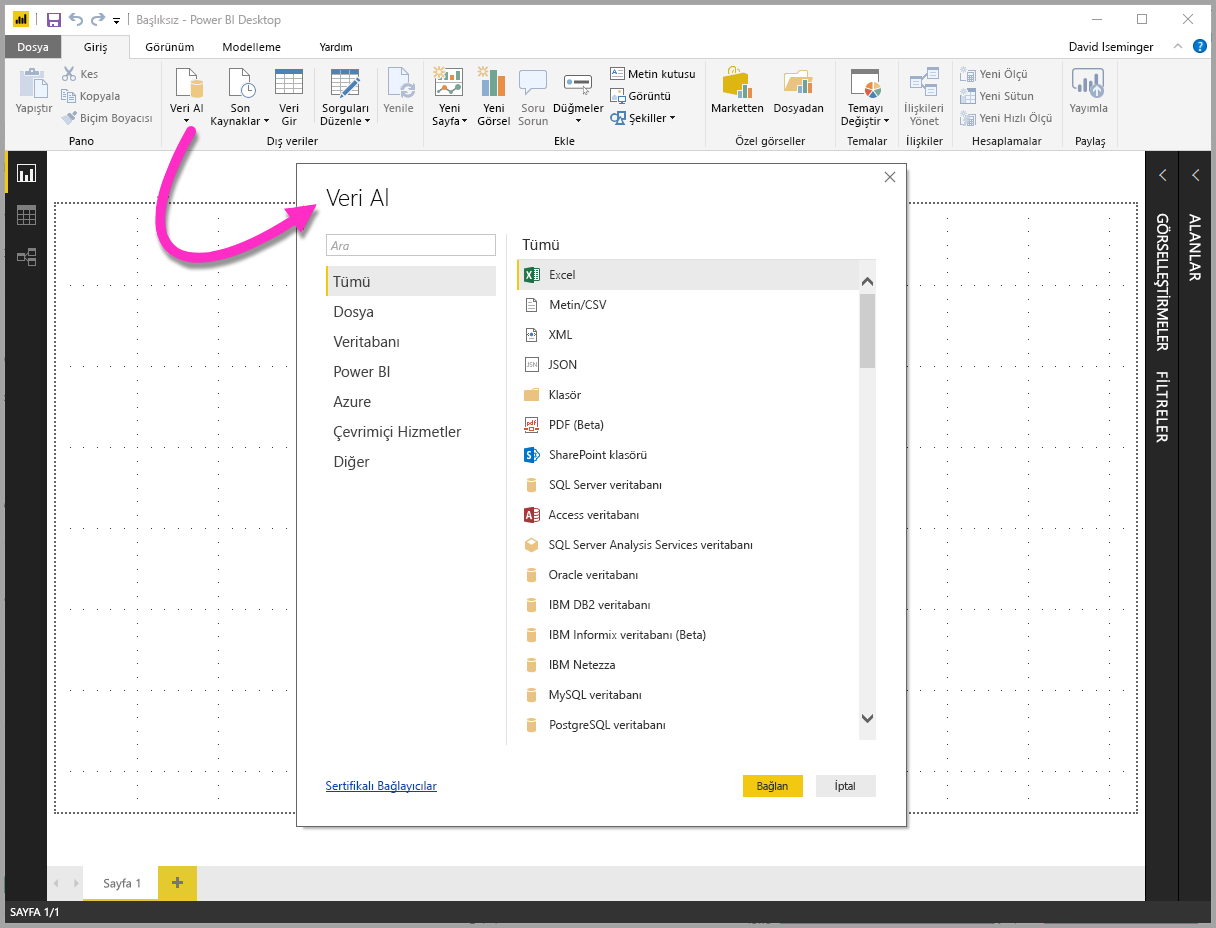 Başlıksız - Power BI Desktop
Dosya Giriş Görünüm Modelleme Yardım David Iseminger
Yapıştır
Kes
Kopyala
Biçim Boyacısı
Pano
Veri Al
Son Kaynaklar
Veri Gir
Sorguları Düzenle
Yenile
Dış veriler
Yeni Sayfa
Yeni Görsel
Soru Sorun
Düğmeler
Metin kutusu
Görüntü
Şekiller
Ekle
Marketten
Dosyadan
Özel görseller
Temayı Değiştir
Temalar
İlişkileri Yönet
İlişkiler
Yeni Ölçü
Yeni Sütun
Yeni Hızlı Ölçü
Hesaplamalar
Yayımla
Paylaş
Veri Al
Ara
Tümü
Dosya
Veritabanı
Power BI
Azure
Çevrimiçi Hizmetler
Diğer
Tümü
Excel
Metin/CSV
XML
JSON
Klasör
PDF (Beta)
SharePoint klasörü
SQL Server veritabanı
Access veritabanı
SQL Server Analysis Services veritabanı
Oracle veritabanı
IBM DB2 veritabanı
IBM Informix veritabanı (Beta)
IBM Netezza
MySQL veritabanı
PostgreSQL veritabanı
Sertifikalı Bağlayıcılar
Bağlan
İptal
GÖRSELLEŞTİRMELER
FİLTRELER
ALANLAR
Sayfa 1
SAYFA 1/1